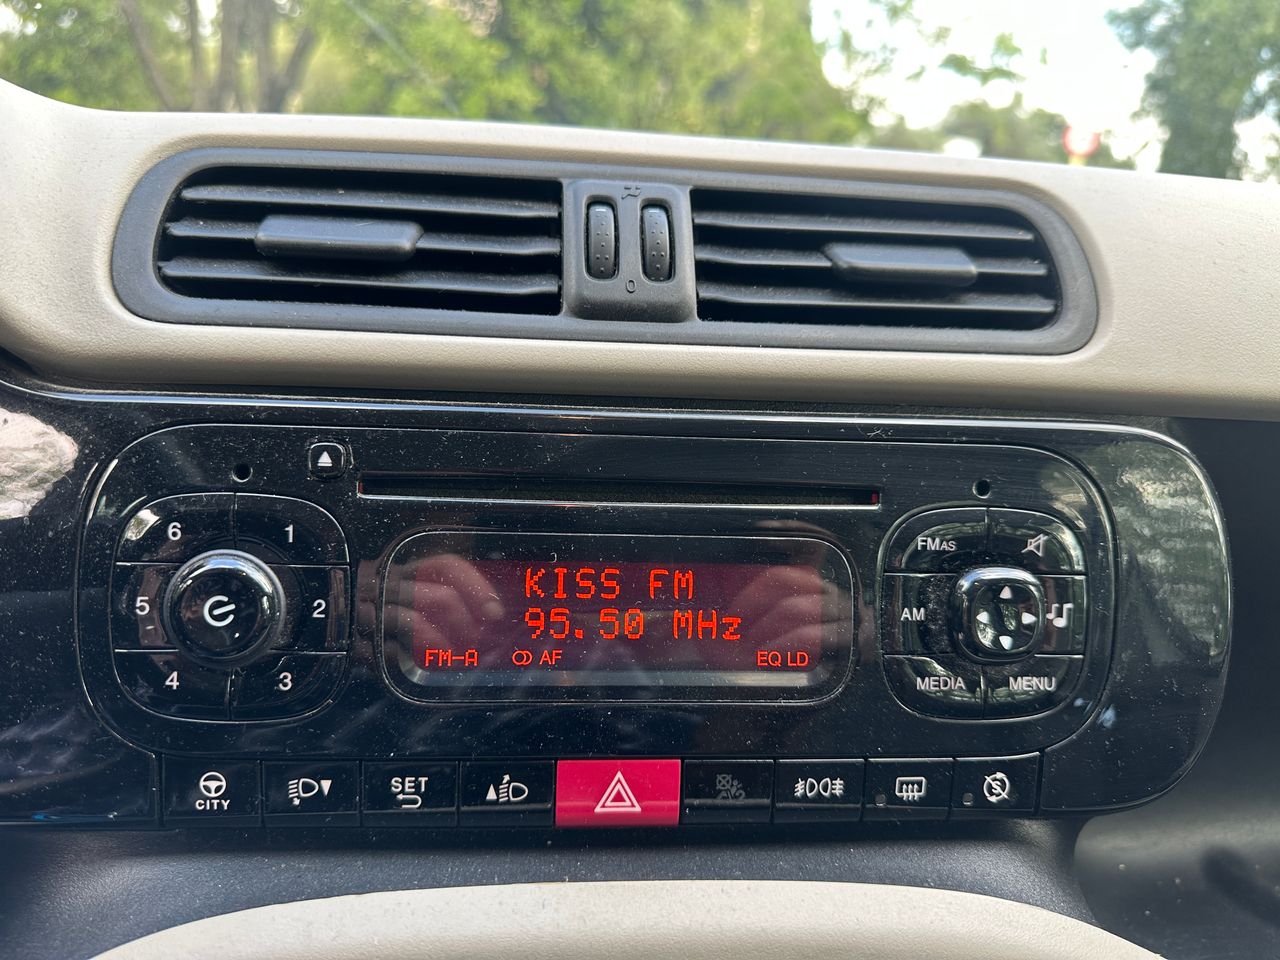 0
6
1
5
2
4
3
KISS FM
95.50 MHz
FM-A AF EQ LD
FMAS
AM
MEDIA
MENU
CITY
SET